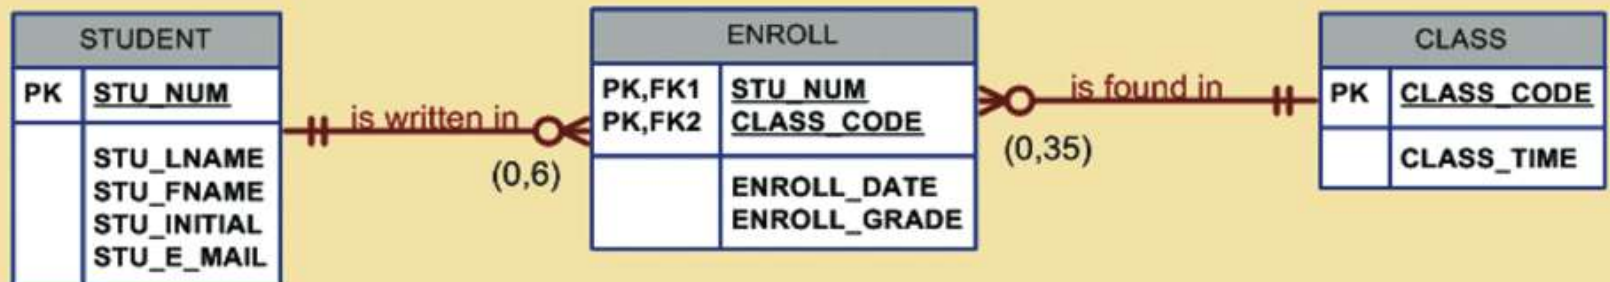 STUDENT
PK STU_NUM
STU_LNAME
STU_FNAME
STU_INITIAL
STU_E_MAIL
is written in
(0,6)
ENROLL
PK,FK1 STU_NUM
PK,FK2 CLASS_CODE
ENROLL_DATE
ENROLL_GRADE
is found in
(0,35)
CLASS
PK CLASS_CODE
CLASS_TIME